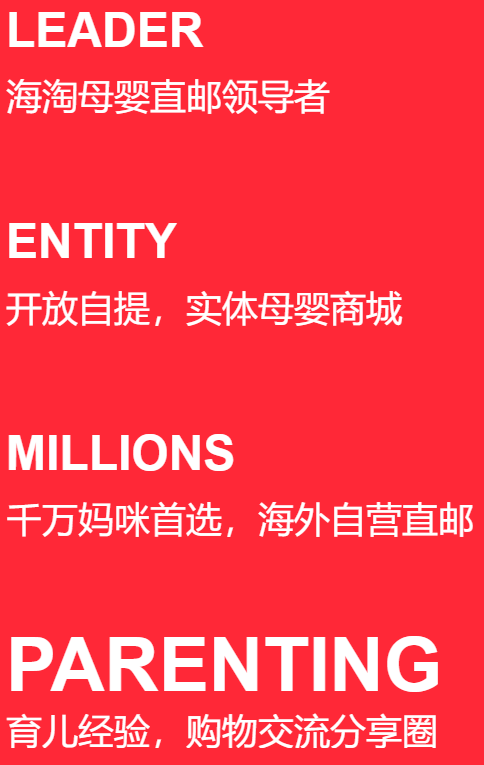 LEADER
海淘母婴直邮领导者
ENTITY
开放自提，实体母婴商城
MILLIONS
千万妈咪首选，海外自营直邮
PARENTING
育儿经验，购物交流分享圈